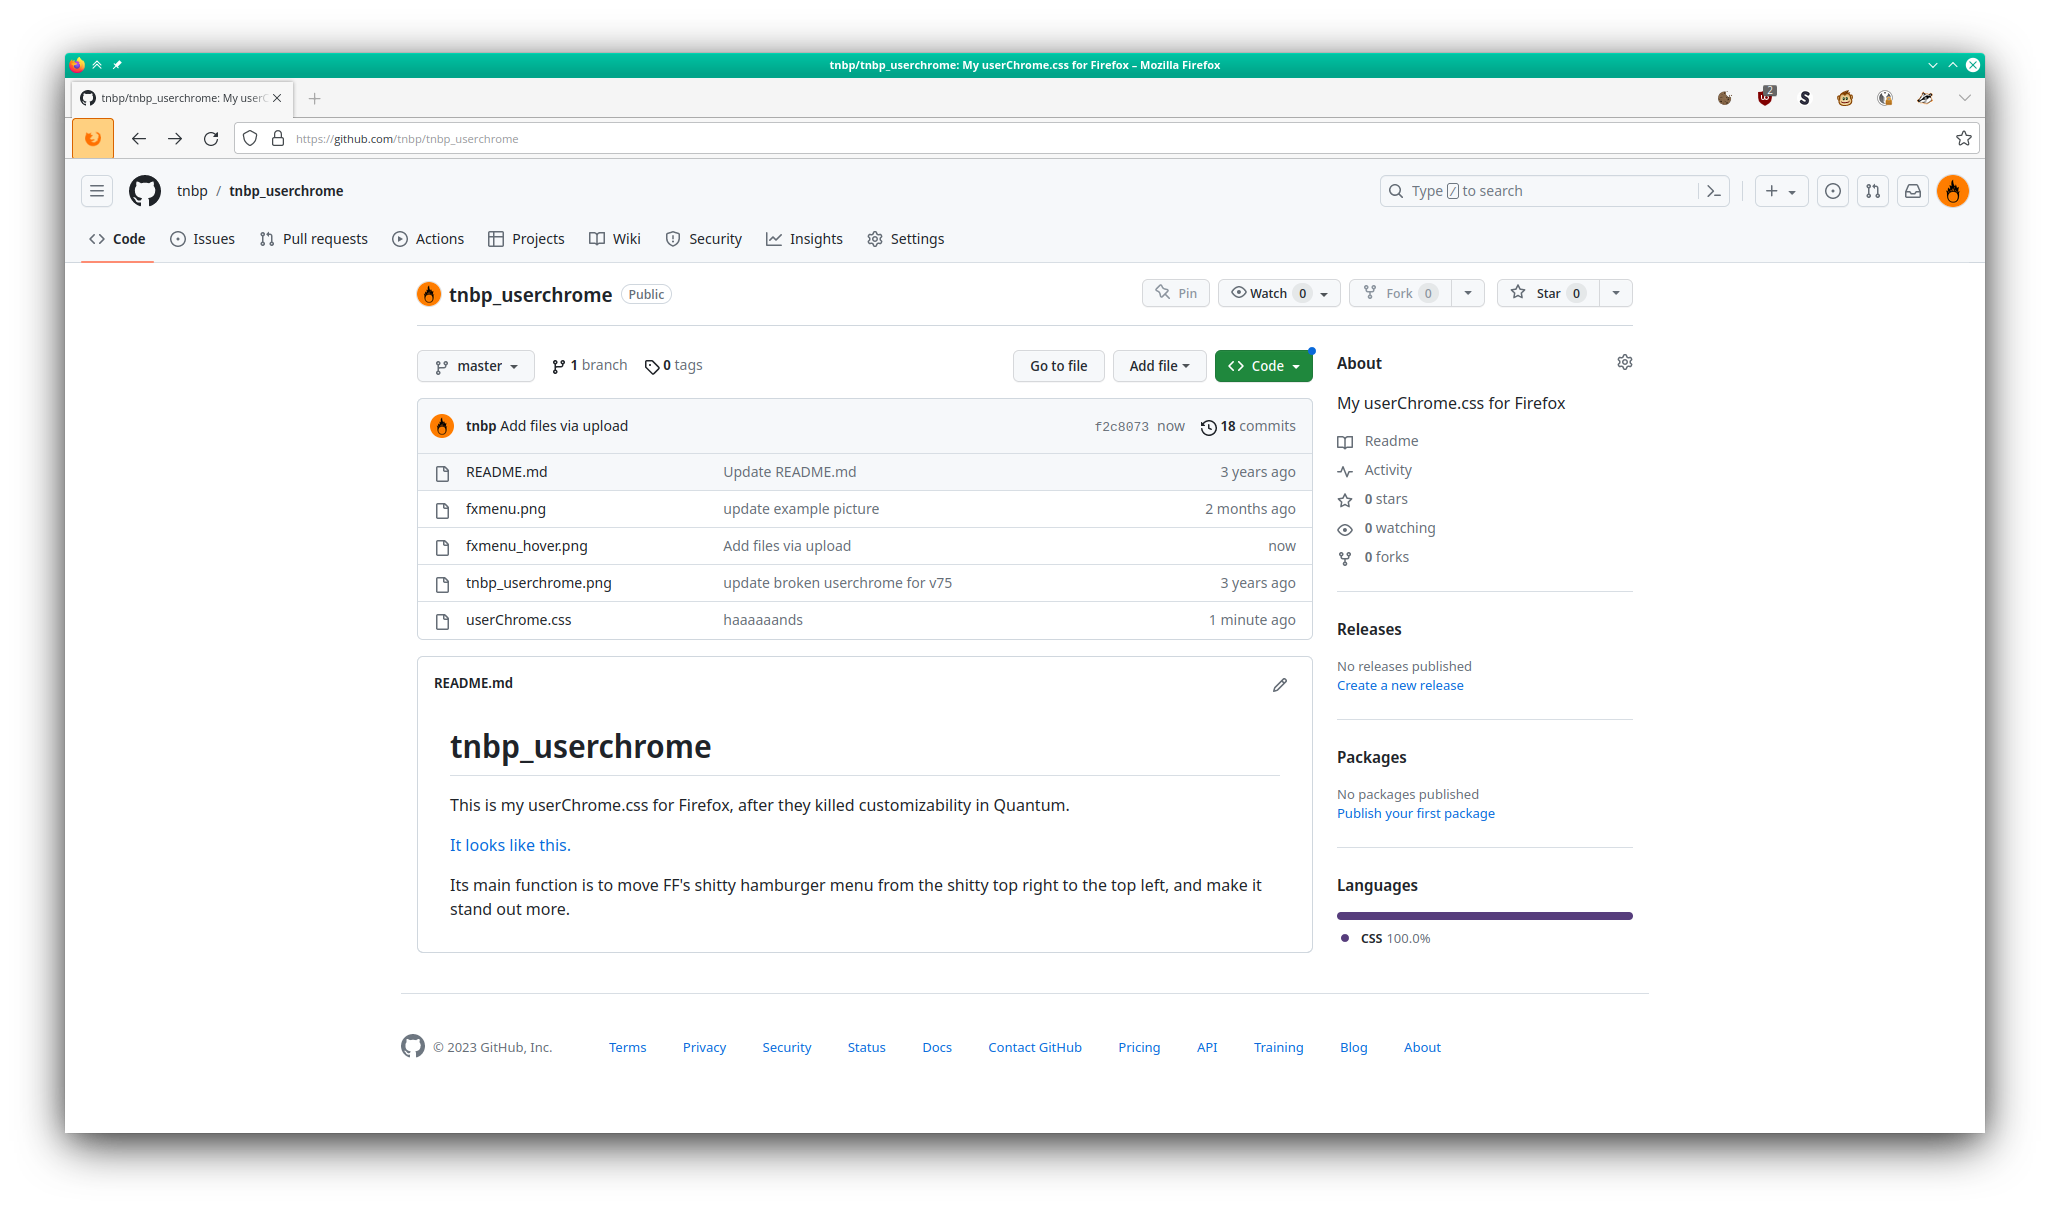 tnbp/tnbp_userchrome: My userChrome.css for Firefox – Mozilla Firefox
tnbp/tnbp_userchrome: My userC
2
https://github.com/tnbp/tnbp_userchrome
tnbp / tnbp_userchrome
Type / to search
Code Issues Pull requests Actions Projects Wiki Security Insights Settings
tnbp_userchrome Public
Pin Watch 0 Fork 0 Star 0
master 1 branch 0 tags
Go to file Add file Code
tnbp Add files via upload f2c8073 now 18 commits
README.md Update README.md 3 years ago
fxmenu.png update example picture 2 months ago
fxmenu_hover.png Add files via upload now
tnbp_userchrome.png update broken userchrome for v75 3 years ago
userChrome.css haaaaaands 1 minute ago
README.md
tnbp_userchrome
This is my userChrome.css for Firefox, after they killed customizability in Quantum.
It looks like this.
Its main function is to move FF's shitty hamburger menu from the shitty top right to the top left, and make it
stand out more.
About
My userChrome.css for Firefox
Readme
Activity
0 stars
0 watching
0 forks
Releases
No releases published
Create a new release
Packages
No packages published
Publish your first package
Languages
CSS 100.0%
© 2023 GitHub, Inc. Terms Privacy Security Status Docs Contact GitHub Pricing API Training Blog About